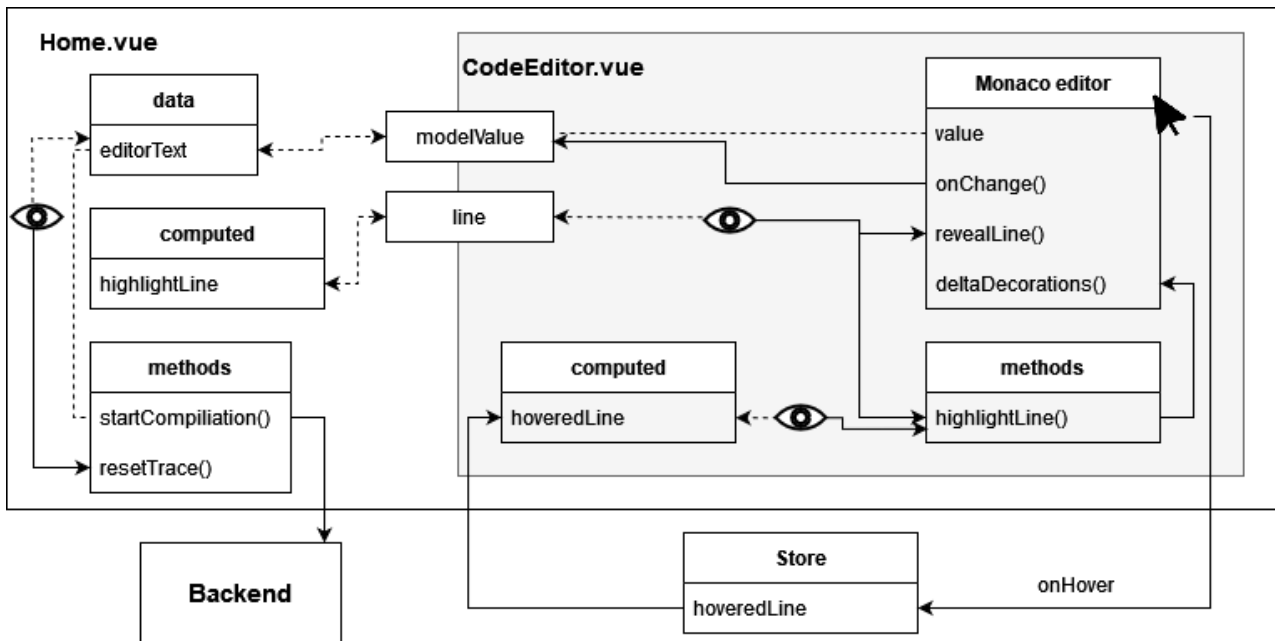 Home.vue
data
editorText
computed
highlightLine
methods
startCompiliation()
resetTrace()
Backend
CodeEditor.vue
modelValue
line
Monaco editor
value
onChange()
revealLine()
deltaDecorations()
computed
hoveredLine
methods
highlightLine()
Store
hoveredLine
onHover